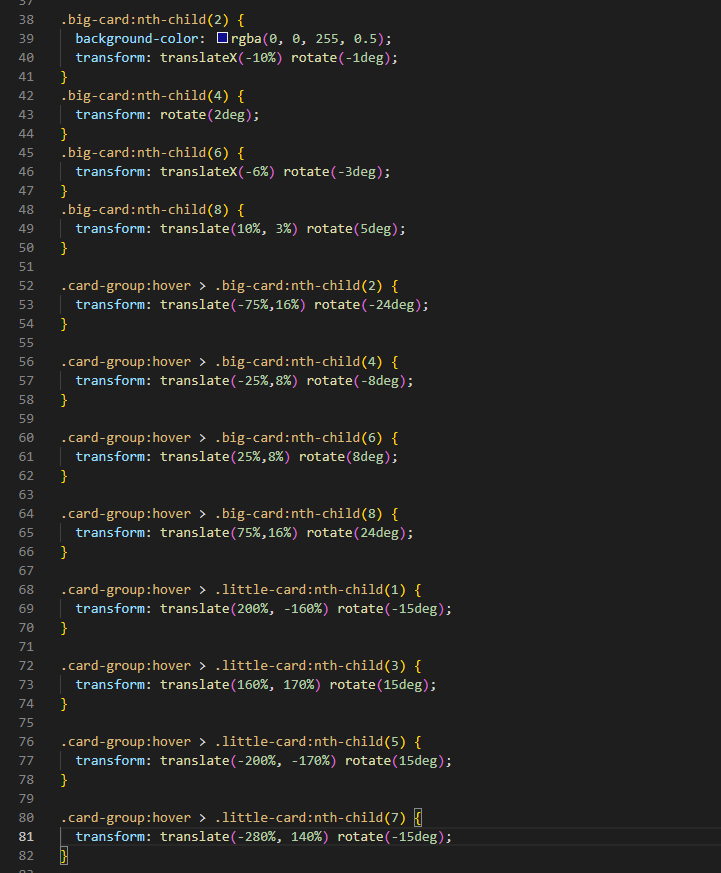 38 .big-card:nth-child(2) {
39 background-color: rgba(0, 0, 255, 0.5);
40 transform: translateX(-10%) rotate(-1deg);
41 }
42 .big-card:nth-child(4) {
43 transform: rotate(2deg);
44 }
45 .big-card:nth-child(6) {
46 transform: translateX(-6%) rotate(-3deg);
47 }
48 .big-card:nth-child(8) {
49 transform: translate(10%, 3%) rotate(5deg);
50 }
51
52 .card-group:hover > .big-card:nth-child(2) {
53 transform: translate(-75%,16%) rotate(-24deg);
54 }
55
56 .card-group:hover > .big-card:nth-child(4) {
57 transform: translate(-25%,8%) rotate(-8deg);
58 }
59
60 .card-group:hover > .big-card:nth-child(6) {
61 transform: translate(25%,8%) rotate(8deg);
62 }
63
64 .card-group:hover > .big-card:nth-child(8) {
65 transform: translate(75%,16%) rotate(24deg);
66 }
67
68 .card-group:hover > .little-card:nth-child(1) {
69 transform: translate(200%, -160%) rotate(-15deg);
70 }
71
72 .card-group:hover > .little-card:nth-child(3) {
73 transform: translate(160%, 170%) rotate(15deg);
74 }
75
76 .card-group:hover > .little-card:nth-child(5) {
77 transform: translate(-200%, -170%) rotate(15deg);
78 }
79
80 .card-group:hover > .little-card:nth-child(7) {
81 transform: translate(-280%, 140%) rotate(-15deg);
82 }